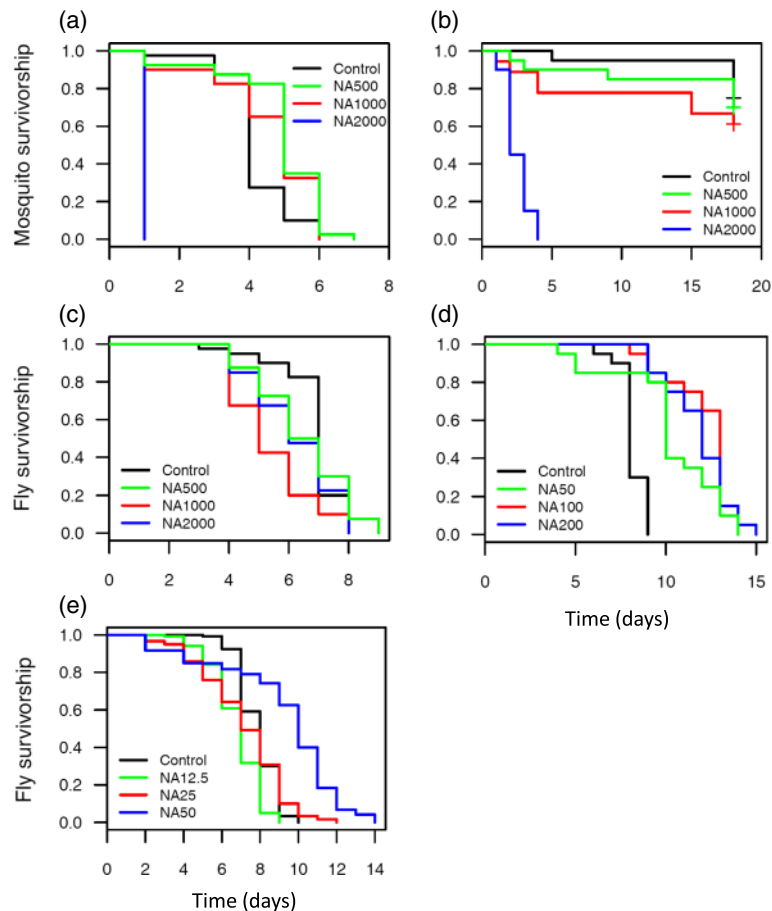 (a)
(b)
Mosquito survivorship
1.0
0.8
0.6
0.4
0.2
0.0
Control
NA500
NA1000
NA2000
0 2 4 6 8
1.0
0.8
0.6
0.4
0.2
0.0
Control
NA500
NA1000
NA2000
0 5 10 15 20
(c)
(d)
Fly survivorship
1.0
0.8
0.6
0.4
0.2
0.0
Control
NA500
NA1000
NA2000
0 2 4 6 8
1.0
0.8
0.6
0.4
0.2
0.0
Control
NA50
NA100
NA200
0 5 10 15
Time (days)
(e)
Fly survivorship
1.0
0.8
0.6
0.4
0.2
0.0
Control
NA12.5
NA25
NA50
0 2 4 6 8 10 12 14
Time (days)